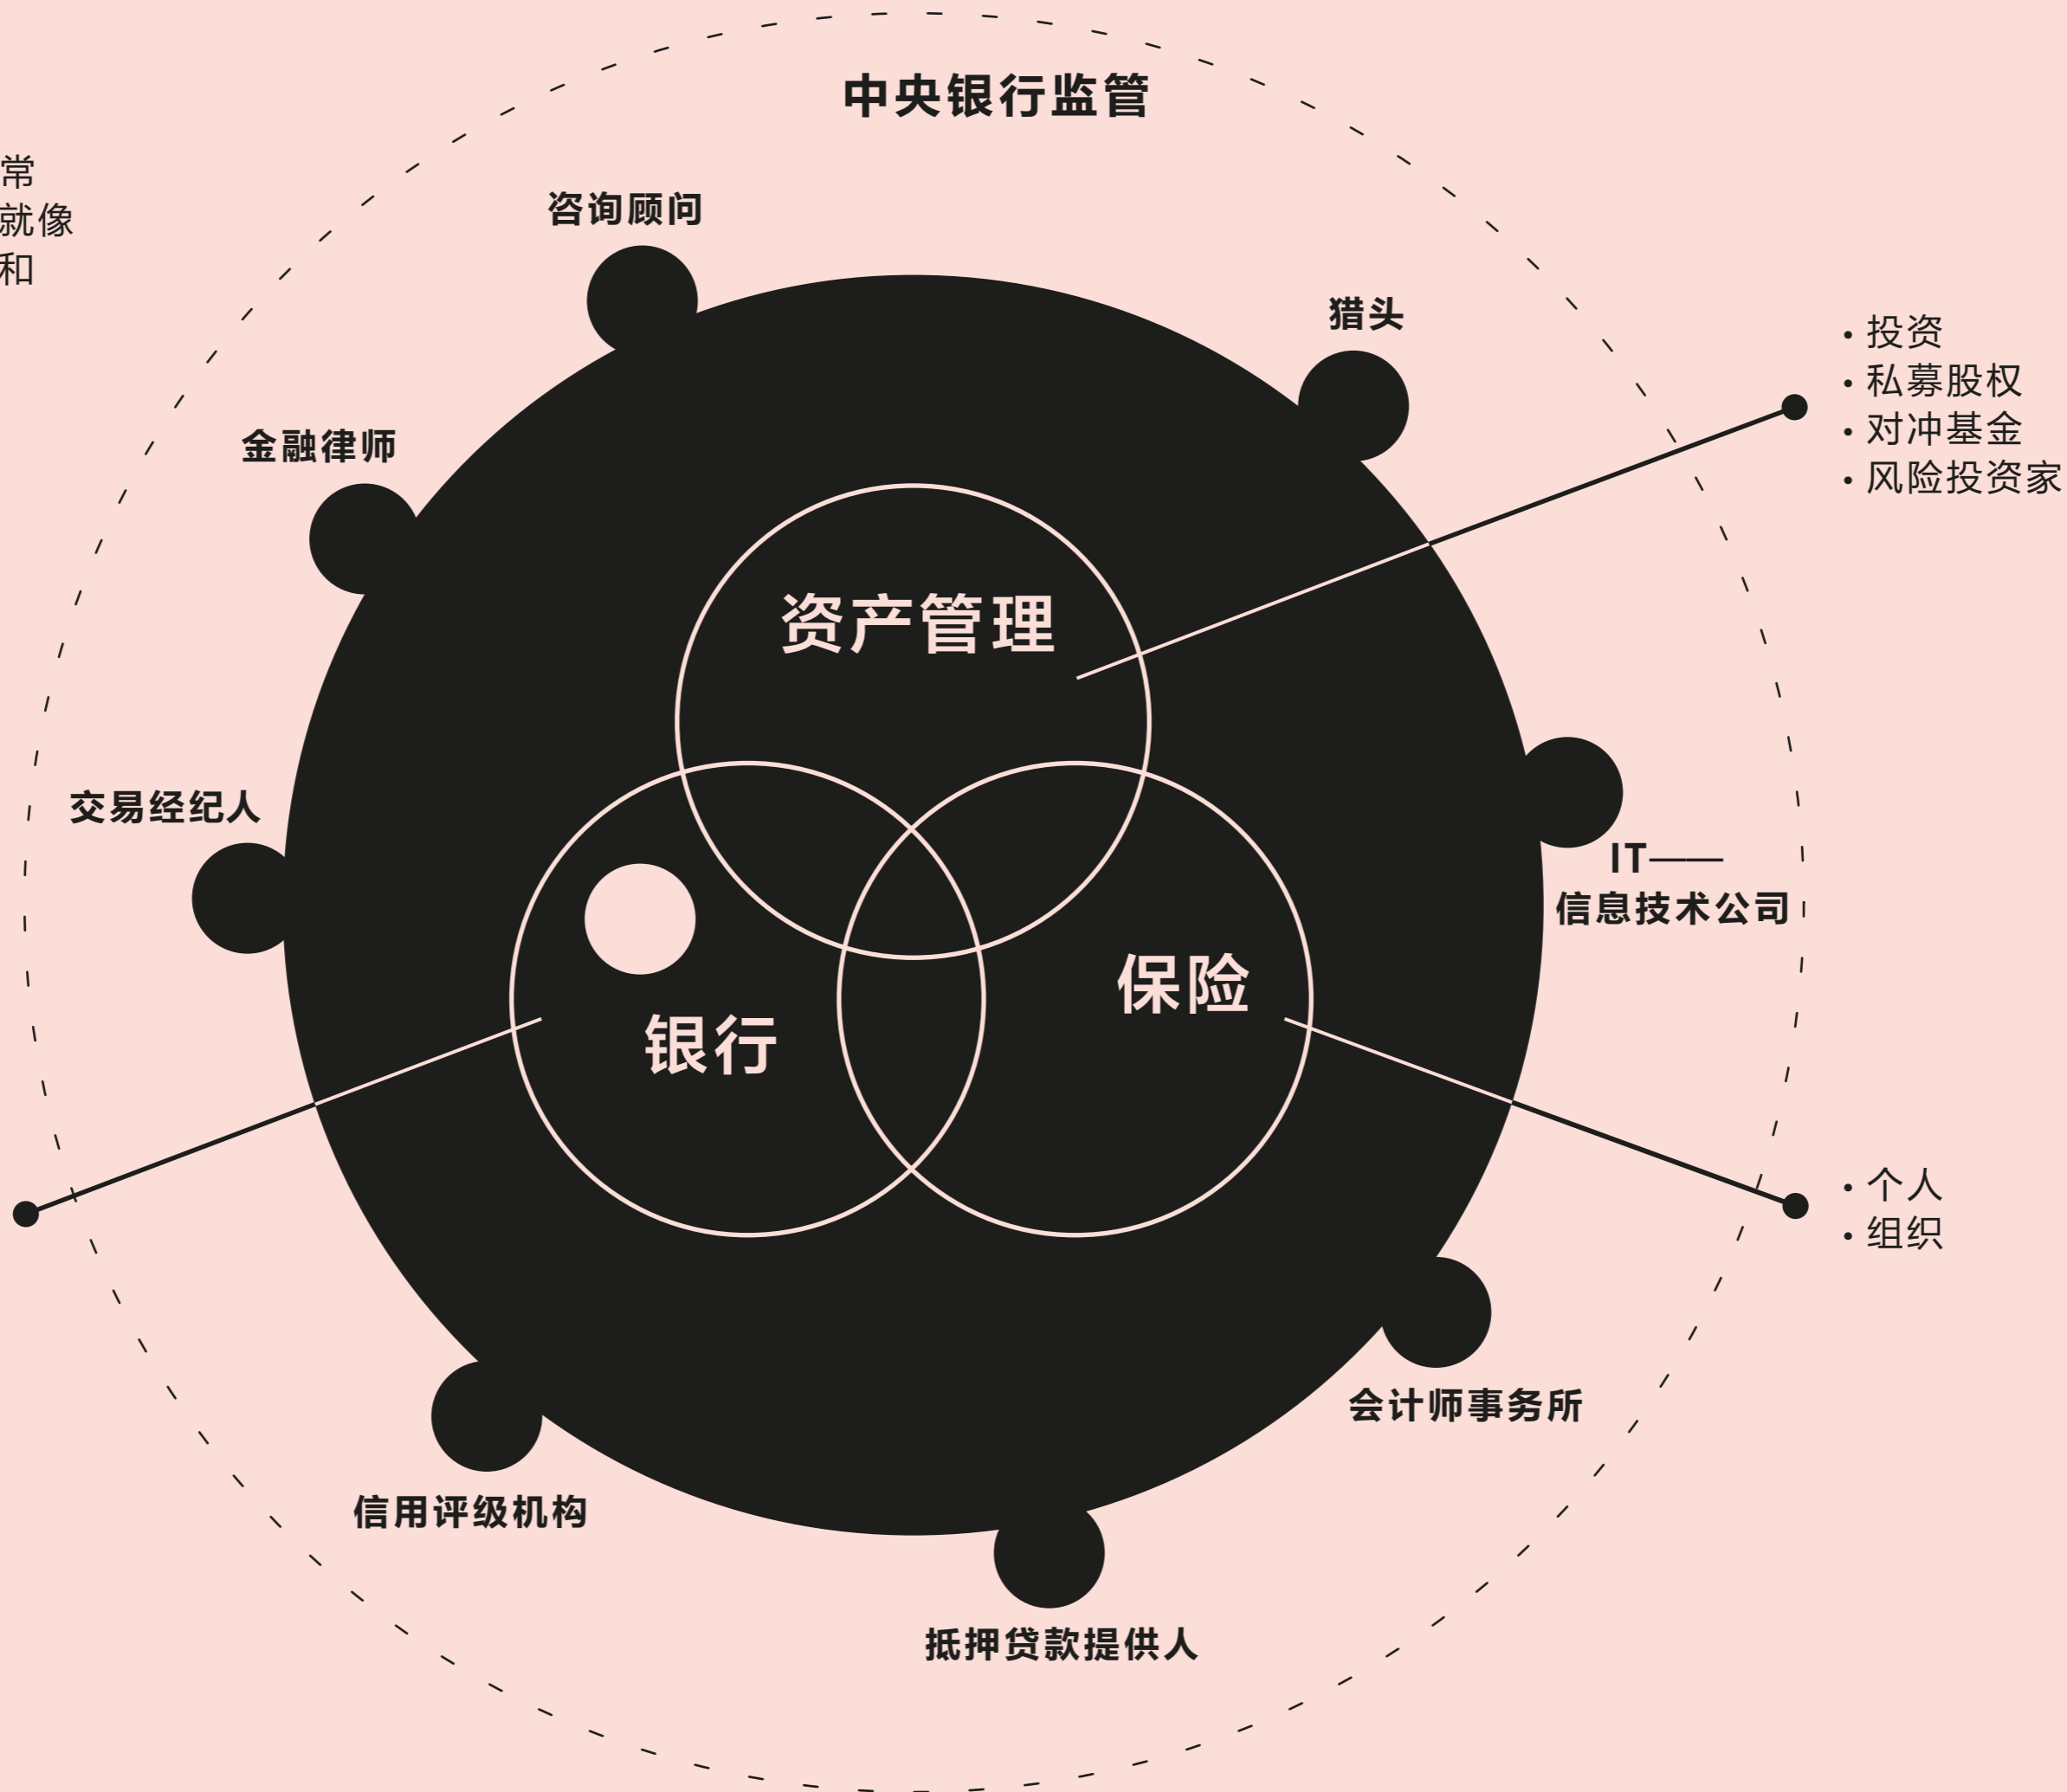 中央银行监管
常
就像
和
咨询顾问
猎头
• 投资
• 私募股权
• 对冲基金
• 风险投资家
金融律师
资产管理
交易经纪人
IT——
信息技术公司
保险
银行
• 个人
• 组织
会计师事务所
信用评级机构
抵押贷款提供人